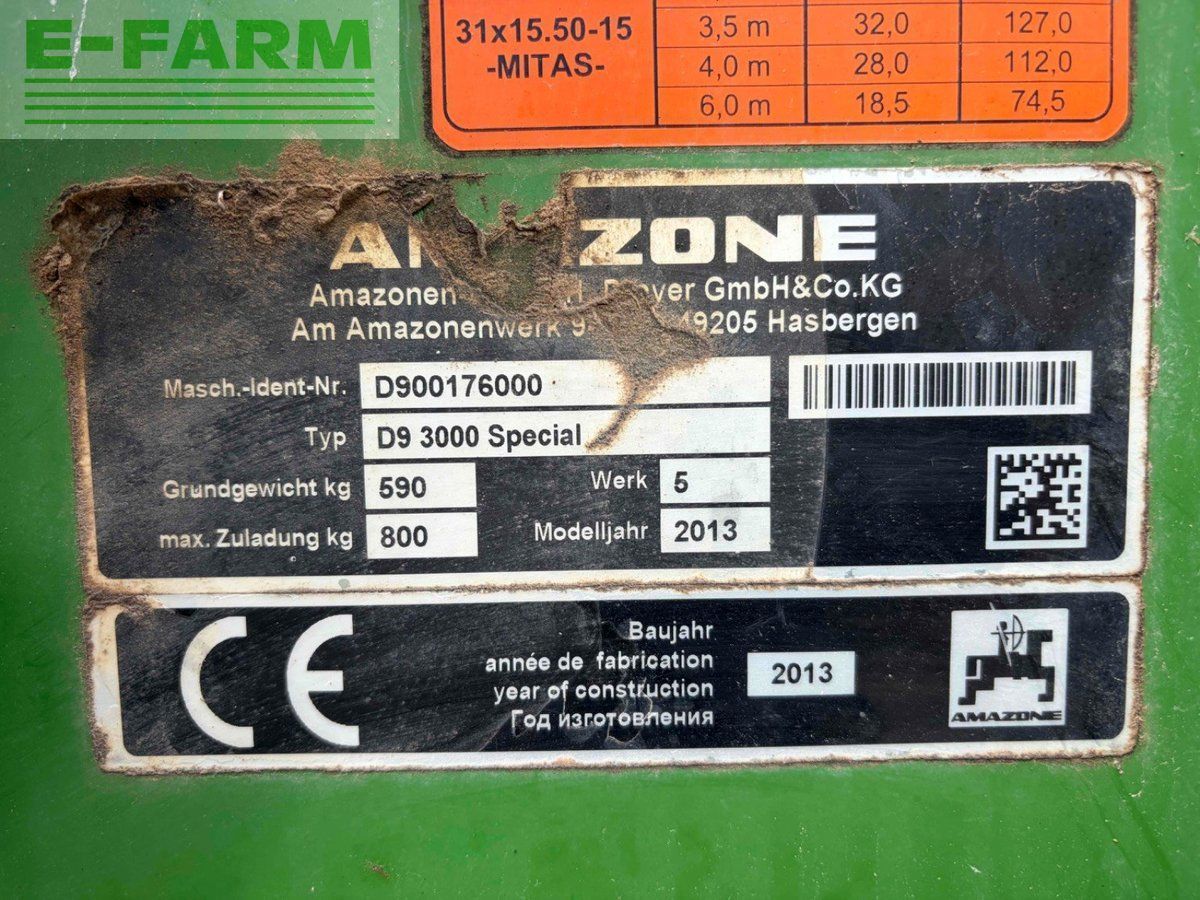 E-FARM
31x15.50-15 3,5 m 32,0 127,0
-MITAS- 4,0 m 28,0 112,0
6,0 m 18,5 74,5
ZONE
Amazonen GmbH&Co.KG
Am Amazonenwerk 49205 Hasbergen
Masch.-Ident-Nr. D900176000
Typ D9 3000 Special
Grundgewicht kg 590 Werk 5
max. Zuladung kg 800 Modelljahr 2013
CE
Baujahr
année de fabrication
year of construction 2013
Год изготовления
AMAZONE